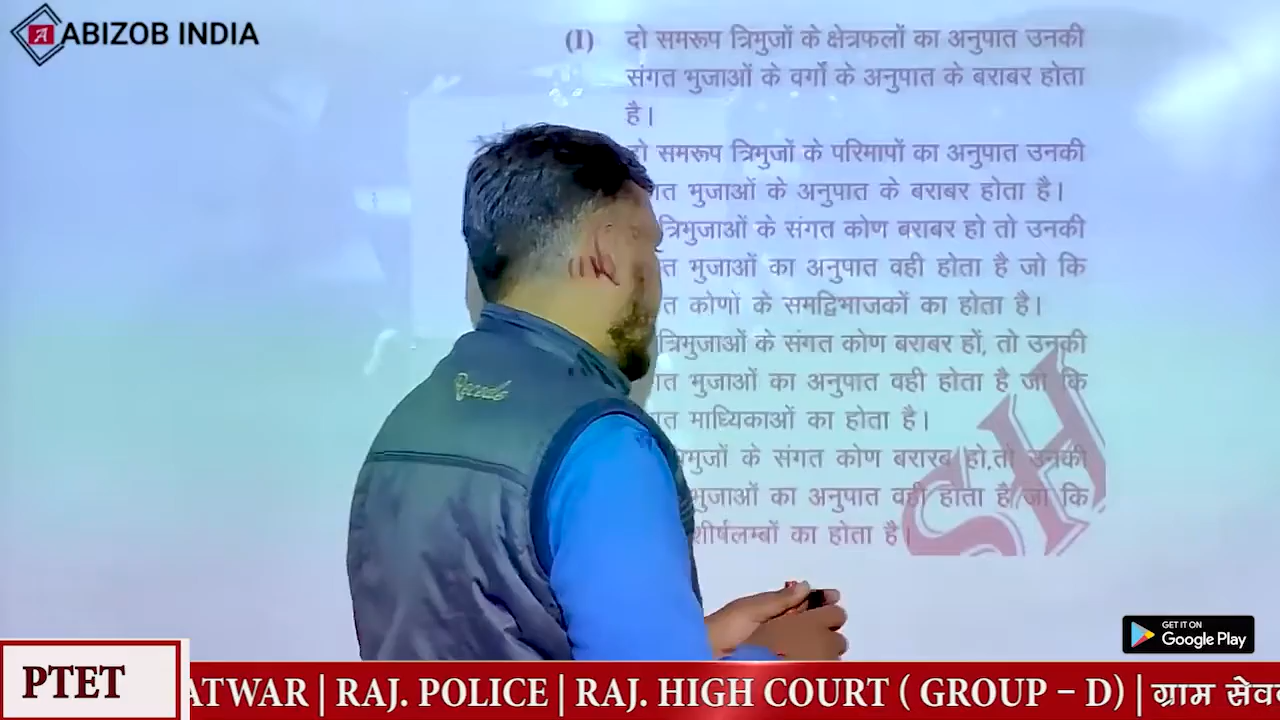 ABIZOB INDIA
(I) दो समरूप त्रिमुजों के क्षेत्रफलों का अनुपात उनकी
संगत भुजाओं के वर्गों के अनुपात के बराबर होता
है।
समरूप त्रिमुजों के परिमापों का अनुपात उनकी
भुजाओं के अनुपात के बराबर होता है।
त्रिमुजाओं के संगत कोण बराबर हो तो उनकी
भुजाओं का अनुपात वही होता है जो कि
कोणों के समद्विभाजकों का होता है।
त्रिमुजाओं के संगत कोण बराबर हों, तो उनकी
भुजाओं का अनुपात वही होता है जो कि
माध्यिकाओं का होता है।
के संगत कोण बरारब हो,तो उनकी
भुजाओं का अनुपात वही होता है जो कि
शीर्षलम्बों का होता है।
SH
GET IT ON
Google Play
PTET
ATWAR | RAJ. POLICE | RAJ. HIGH COURT ( GROUP – D) | ग्राम